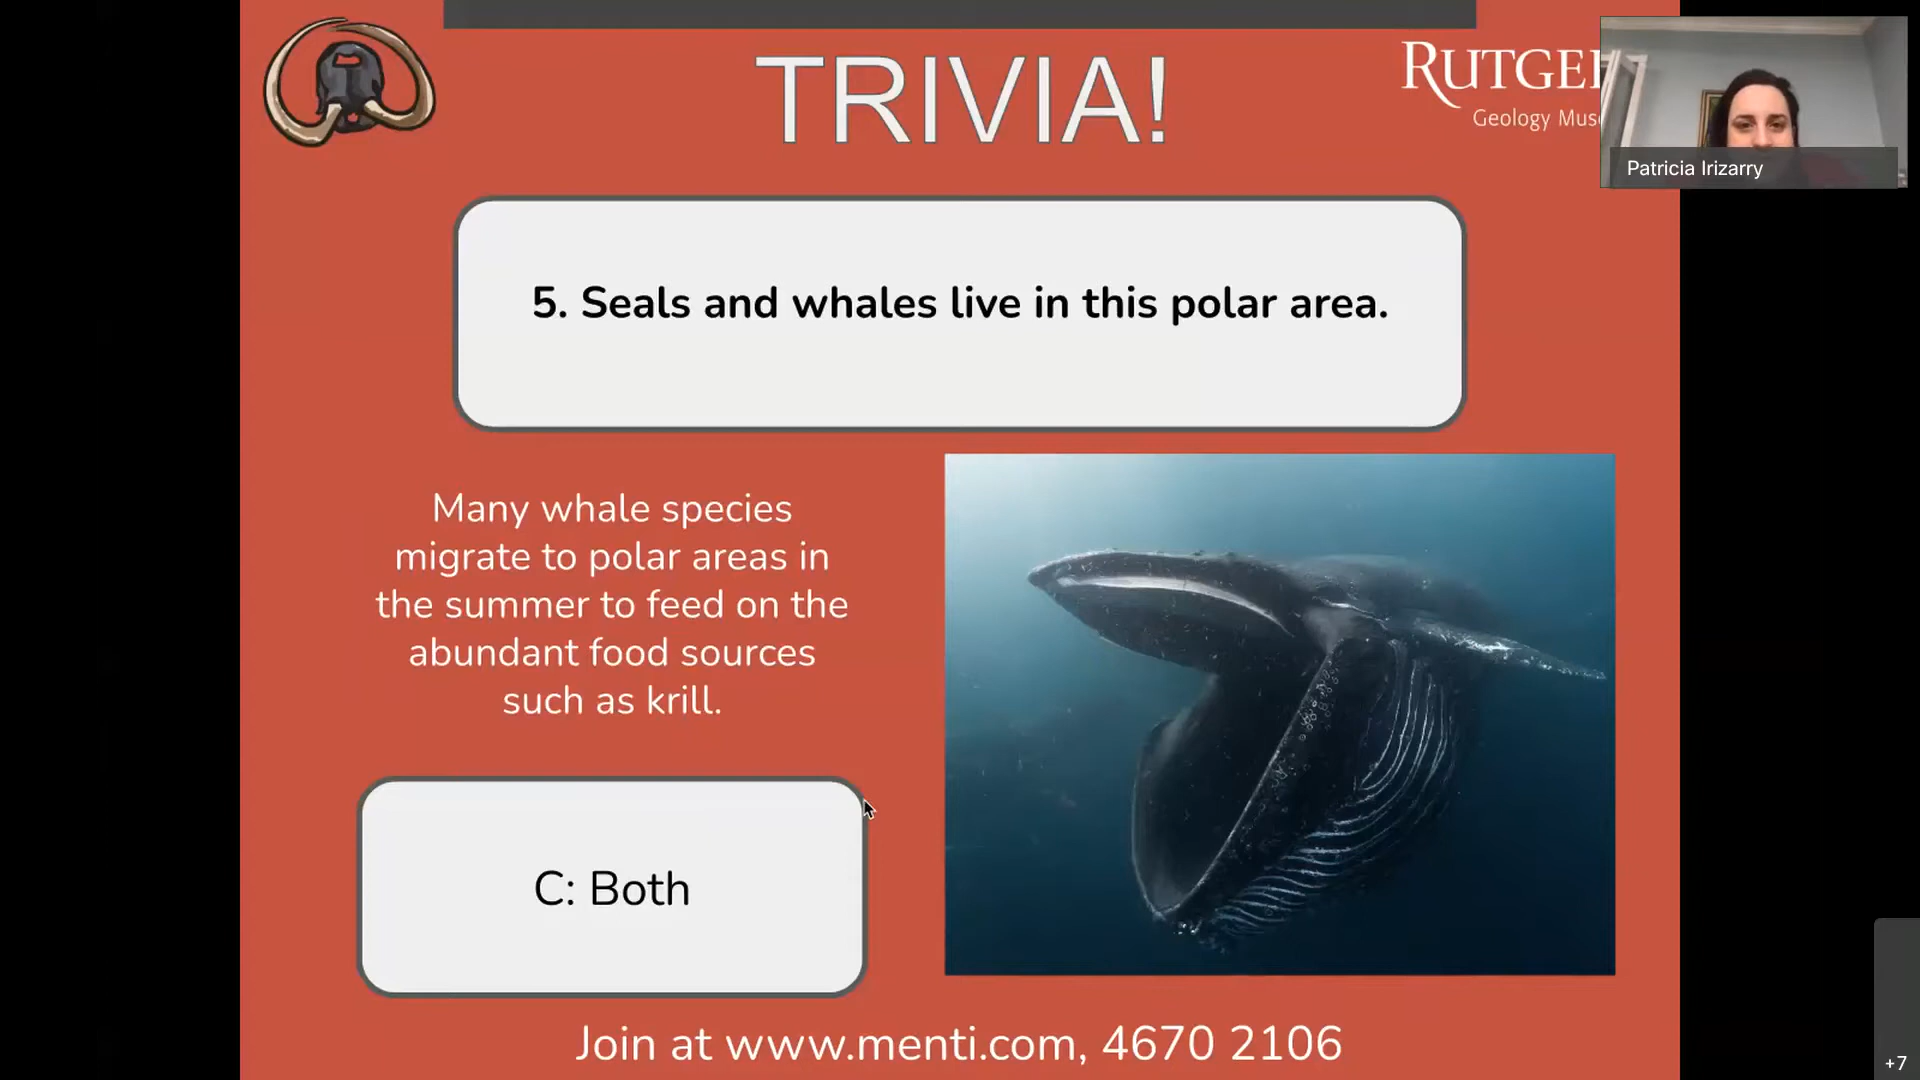 TRIVIA!
RUTGE
Geology Mus
Patricia Irizarry
5. Seals and whales live in this polar area.
Many whale species
migrate to polar areas in
the summer to feed on the
abundant food sources
such as krill.
C: Both
Join at www.menti.com, 4670 2106
+7